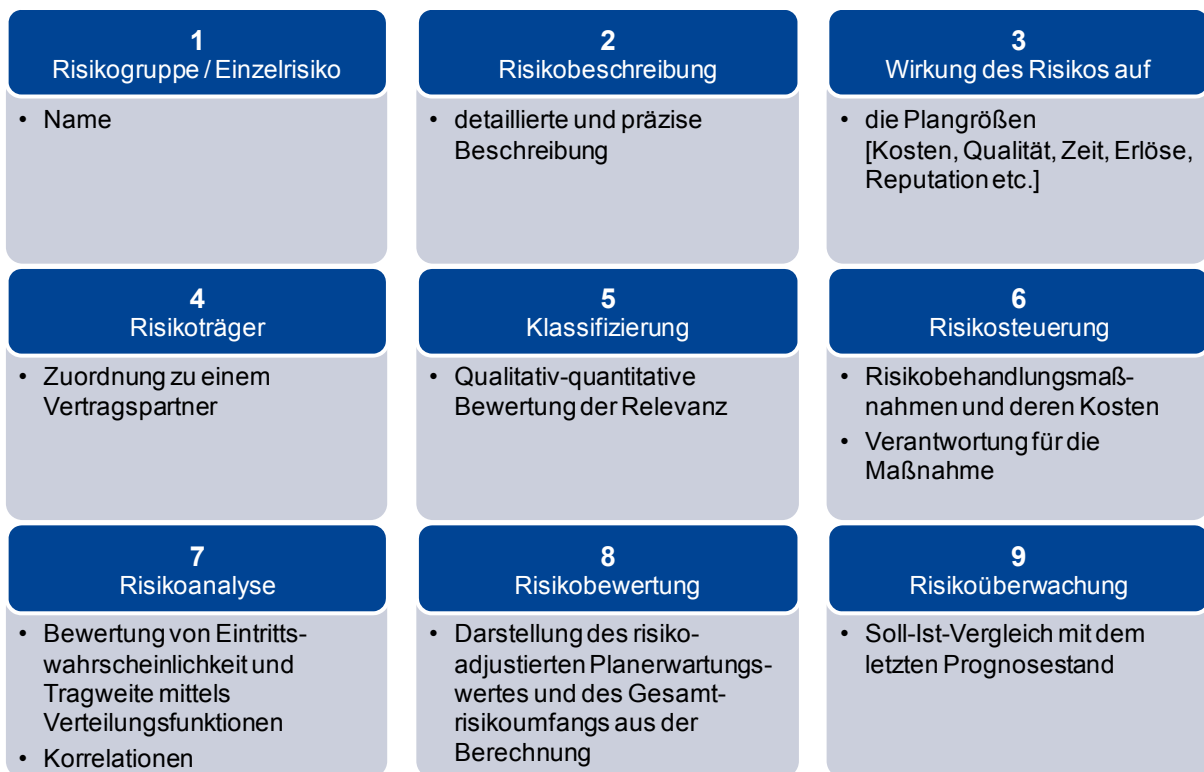 1
Risikogruppe / Einzelrisiko
• Name
2
Risikobeschreibung
• detaillierte und präzise
Beschreibung
3
Wirkung des Risikos auf
• die Plangrößen
[Kosten, Qualität, Zeit, Erlöse,
Reputation etc.]
4
Risikoträger
• Zuordnung zu einem
Vertragspartner
5
Klassifizierung
• Qualitativ-quantitative
Bewertung der Relevanz
6
Risikosteuerung
• Risikobehandlungsmaß-
nahmen und deren Kosten
• Verantwortung für die
Maßnahme
7
Risikoanalyse
• Bewertung von Eintritts-
wahrscheinlichkeit und
Tragweite mittels
Verteilungsfunktionen
• Korrelationen
8
Risikobewertung
• Darstellung des risiko-
adjustierten Planerwartungs-
wertes und des Gesamt-
risikoumfangs aus der
Berechnung
9
Risikoüberwachung
• Soll-Ist-Vergleich mit dem
letzten Prognosestand